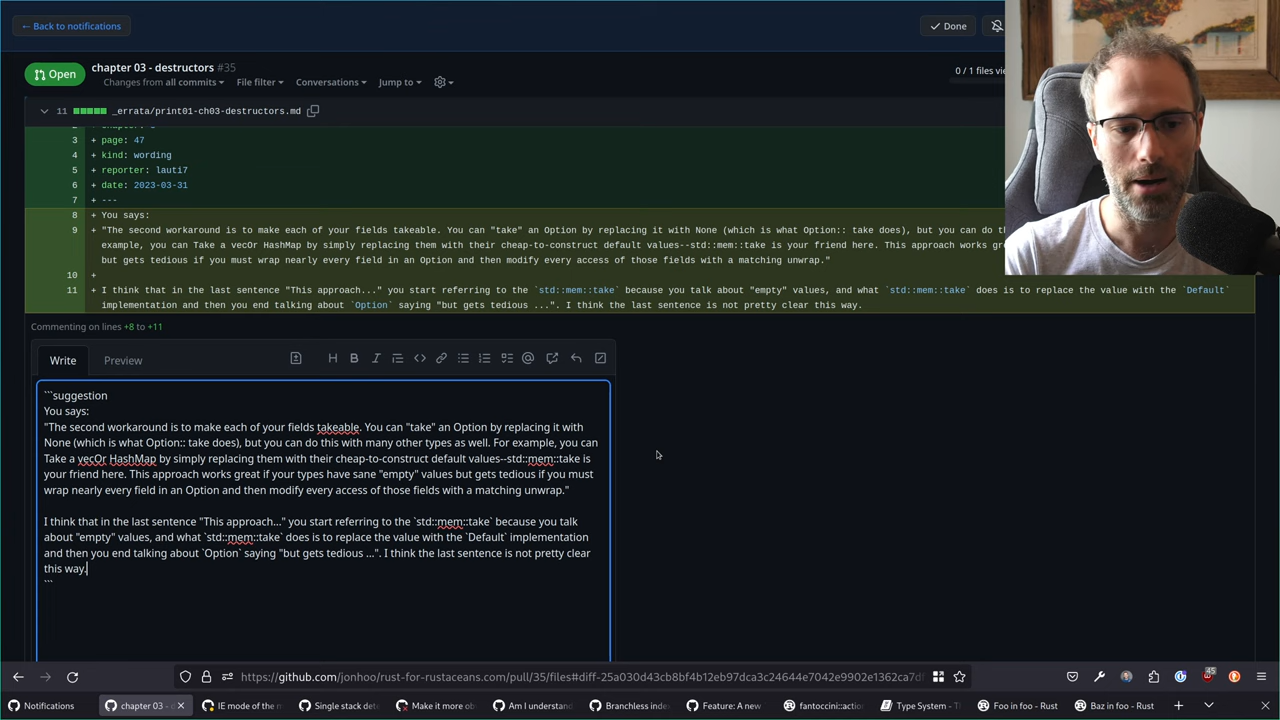 ← Back to notifications
Done
Open
chapter 03 - destructors #35
Changes from all commits
File filter
Conversations
Jump to
0 / 1 files
11 _errata/print01-ch03-destructors.md
3 + page: 47
4 + kind: wording
5 + reporter: lauti7
6 + date: 2023-03-31
7 + ---
8 + You says:
9 + "The second workaround is to make each of your fields takeable. You can "take" an Option by replacing it with None (which is what Option:: take does), but you can do th
example, you can Take a vecOr HashMap by simply replacing them with their cheap-to-construct default values--std::mem::take is your friend here. This approach works gr
but gets tedious if you must wrap nearly every field in an Option and then modify every access of those fields with a matching unwrap."
10 +
11 + I think that in the last sentence "This approach..." you start referring to the `std::mem::take` because you talk about "empty" values, and what `std::mem::take` does is to replace the value with the `Default`
implementation and then you end talking about `Option` saying "but gets tedious ...". I think the last sentence is not pretty clear this way.
Commenting on lines +8 to +11
Write
Preview
```suggestion
You says:
"The second workaround is to make each of your fields takeable. You can "take" an Option by replacing it with
None (which is what Option:: take does), but you can do this with many other types as well. For example, you can
Take a vecOr HashMap by simply replacing them with their cheap-to-construct default values--std::mem::take is
your friend here. This approach works great if your types have sane "empty" values but gets tedious if you must
wrap nearly every field in an Option and then modify every access of those fields with a matching unwrap."
I think that in the last sentence "This approach..." you start referring to the `std::mem::take` because you talk
about "empty" values, and what `std::mem::take` does is to replace the value with the `Default` implementation
and then you end talking about `Option` saying "but gets tedious ...". I think the last sentence is not pretty clear
this way.
```
https://github.com/jonhoo/rust-for-rustaceans.com/pull/35/files#diff-25a030d43cb8bf4b12eb97dca3c24644e7042e9902e1362ca7d
45
Notifications
chapter 03 -
IE mode of the n
Single stack det
Make it more ob
Am I understan
Branchless inde
Feature: A new
fantoccini::actio
Type System - T
Foo in foo - Rust
Baz in foo - Rust